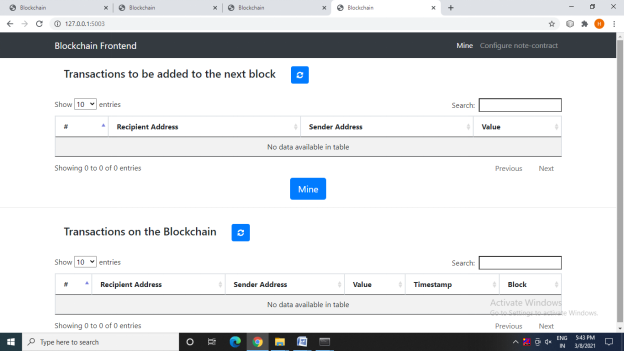 Blockchain Blockchain Blockchain Blockchain
127.0.0.1:5003 H
Blockchain Frontend Mine Configure note-contract
Transactions to be added to the next block
Show 10 entries Search:
# Recipient Address Sender Address Value
No data available in table
Showing 0 to 0 of 0 entries Previous Next
Mine
Transactions on the Blockchain
Show 10 entries Search:
# Recipient Address Sender Address Value Timestamp Block
No data available in table
Activate Windows
Go to Settings to activate Windows.
Showing 0 to 0 of 0 entries Previous Next
Type here to search ENG 5:43 PM
IN 3/8/2021